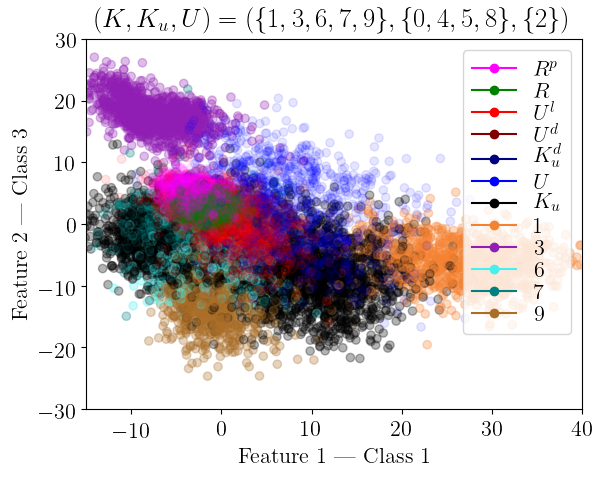 (K, K_u, U) = ({1, 3, 6, 7, 9}, {0, 4, 5, 8}, {2})
30
20
10
0
−10
−20
−30
Feature 2 — Class 3
R^p
R
U^l
U^d
K_u^d
U
K_u
1
3
6
7
9
−10
0
10
20
30
40
Feature 1 — Class 1